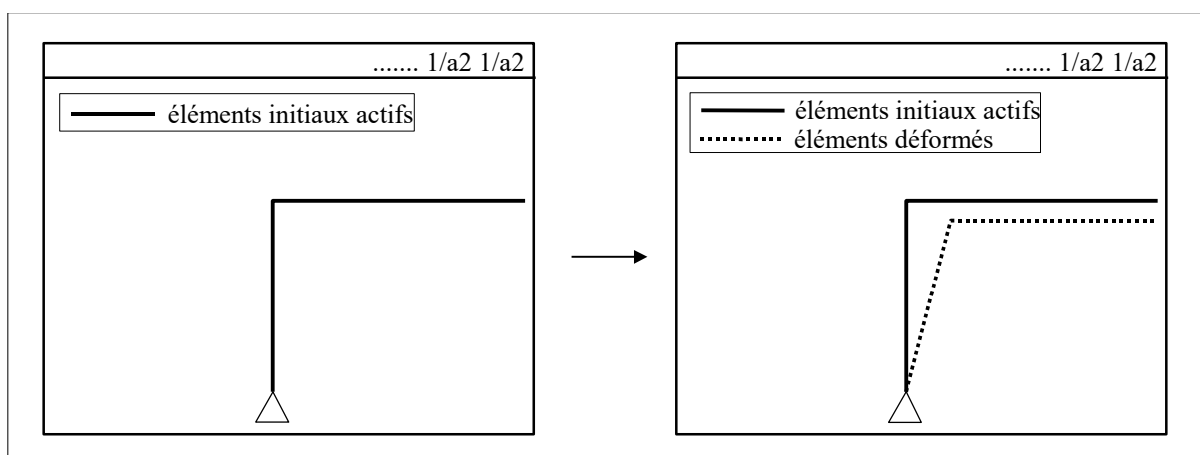 ....... 1/a2 1/a2
éléments initiaux actifs
....... 1/a2 1/a2
éléments initiaux actifs
éléments déformés